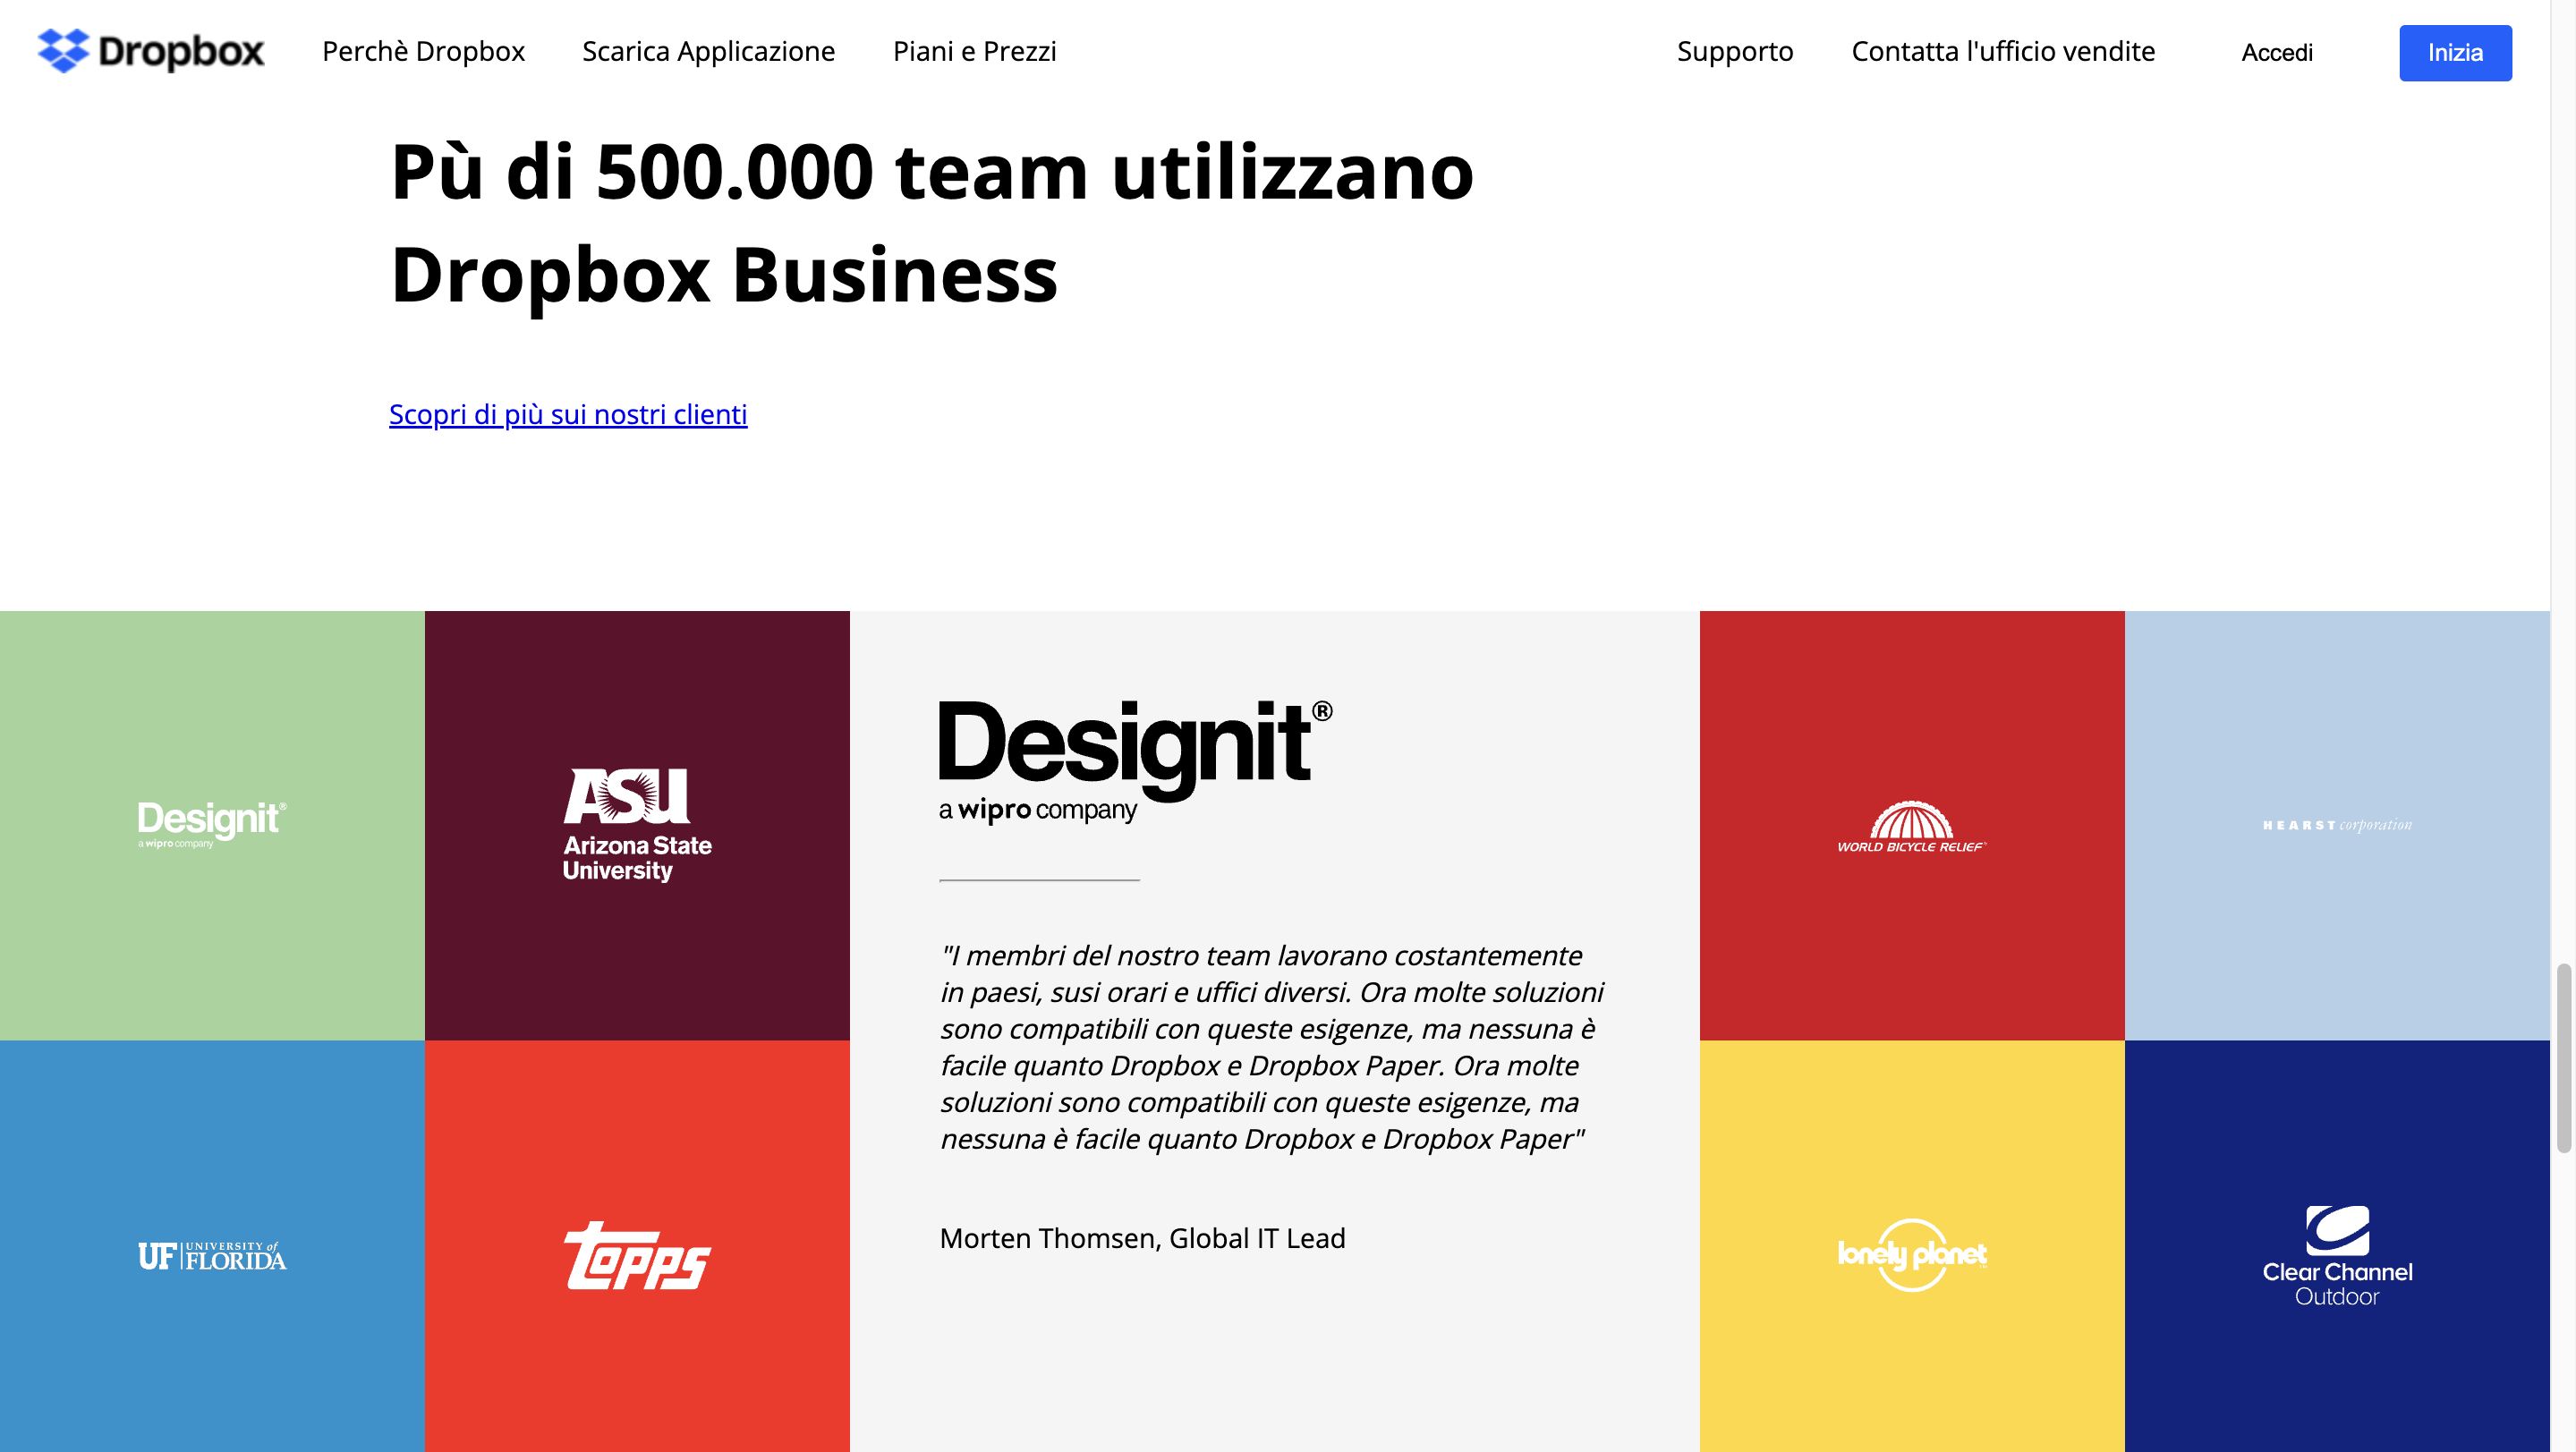 Dropbox Perchè Dropbox Scarica Applicazione Piani e Prezzi Supporto Contatta l'ufficio vendite Accedi Inizia
Pù di 500.000 team utilizzano
Dropbox Business
Scopri di più sui nostri clienti
Designit®
a wipro company
ASU
Arizona State
University
Designit®
a wipro company
"I membri del nostro team lavorano costantemente
in paesi, susi orari e uffici diversi. Ora molte soluzioni
sono compatibili con queste esigenze, ma nessuna è
facile quanto Dropbox e Dropbox Paper. Ora molte
soluzioni sono compatibili con queste esigenze, ma
nessuna è facile quanto Dropbox e Dropbox Paper"
Morten Thomsen, Global IT Lead
WORLD BICYCLE RELIEF
HEARST corporation
UF UNIVERSITY of
FLORIDA
Topps
lonely planet
Clear Channel
Outdoor